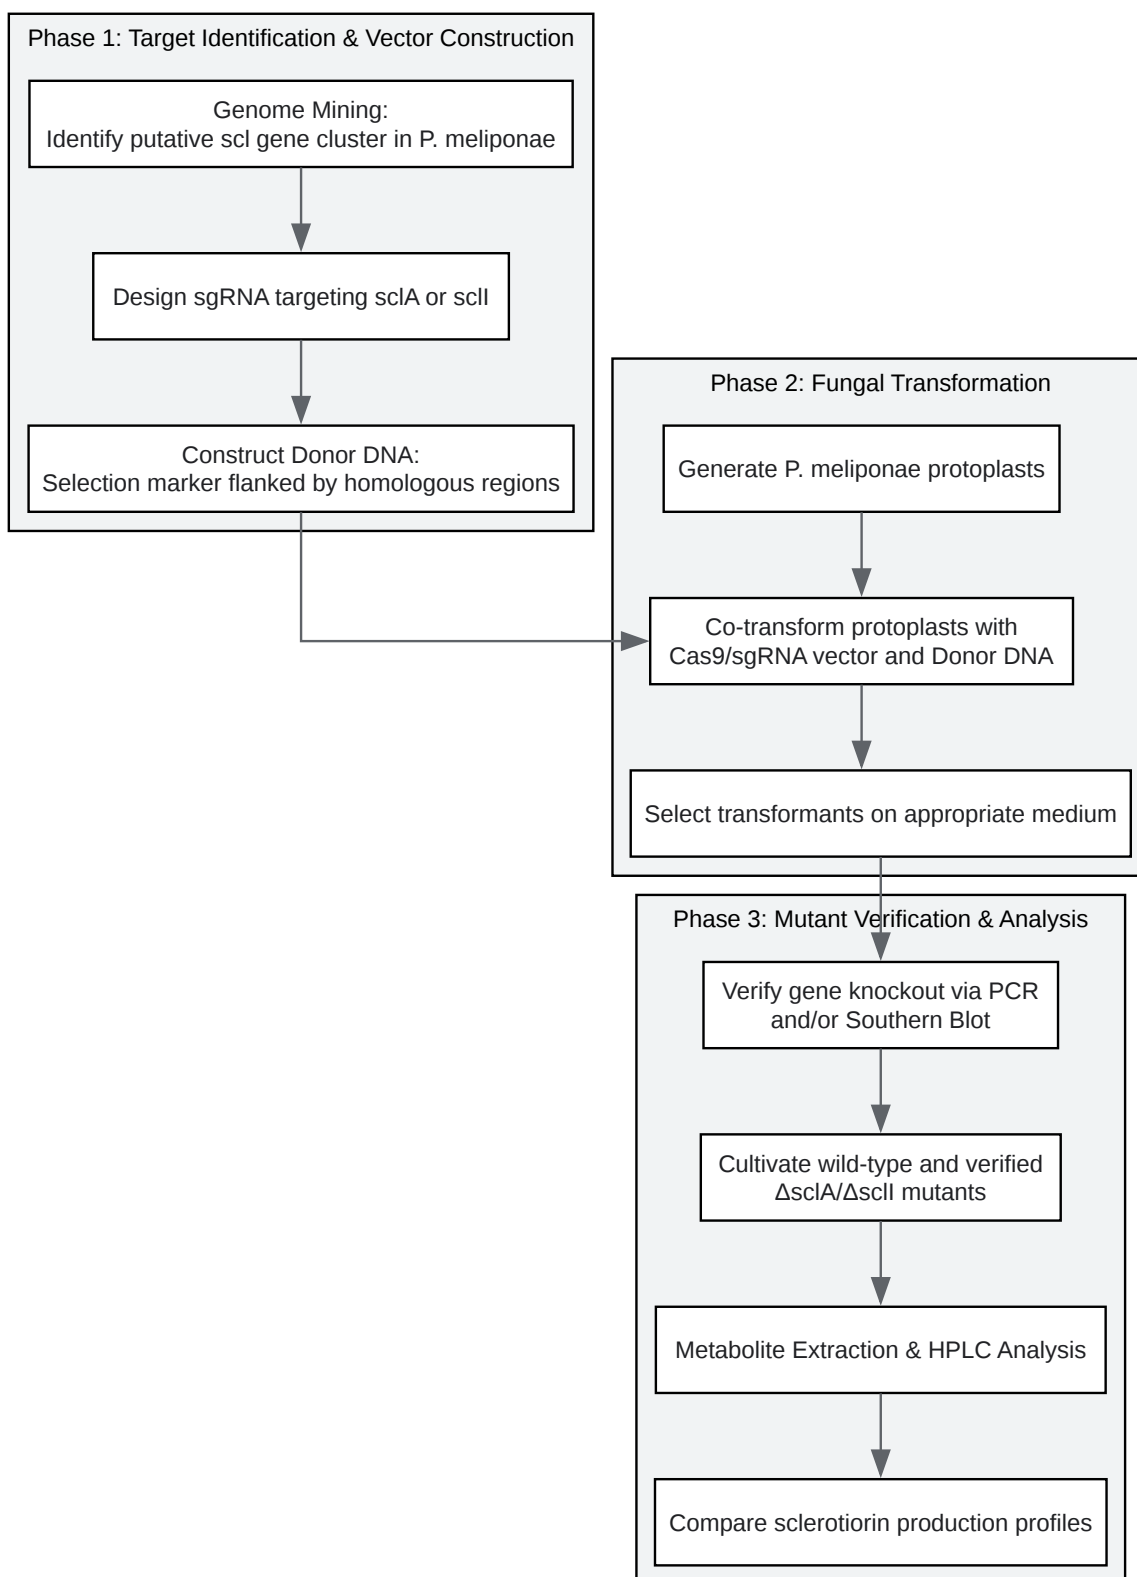 Phase 1: Target Identification & Vector Construction
Genome Mining:
Identify putative scl gene cluster in P. meliponae
Design sgRNA targeting sclA or sclI
Construct Donor DNA:
Selection marker flanked by homologous regions
Phase 2: Fungal Transformation
Generate P. meliponae protoplasts
Co-transform protoplasts with
Cas9/sgRNA vector and Donor DNA
Select transformants on appropriate medium
Phase 3: Mutant Verification & Analysis
Verify gene knockout via PCR
and/or Southern Blot
Cultivate wild-type and verified
ΔsclA/ΔsclI mutants
Metabolite Extraction & HPLC Analysis
Compare sclerotiorin production profiles